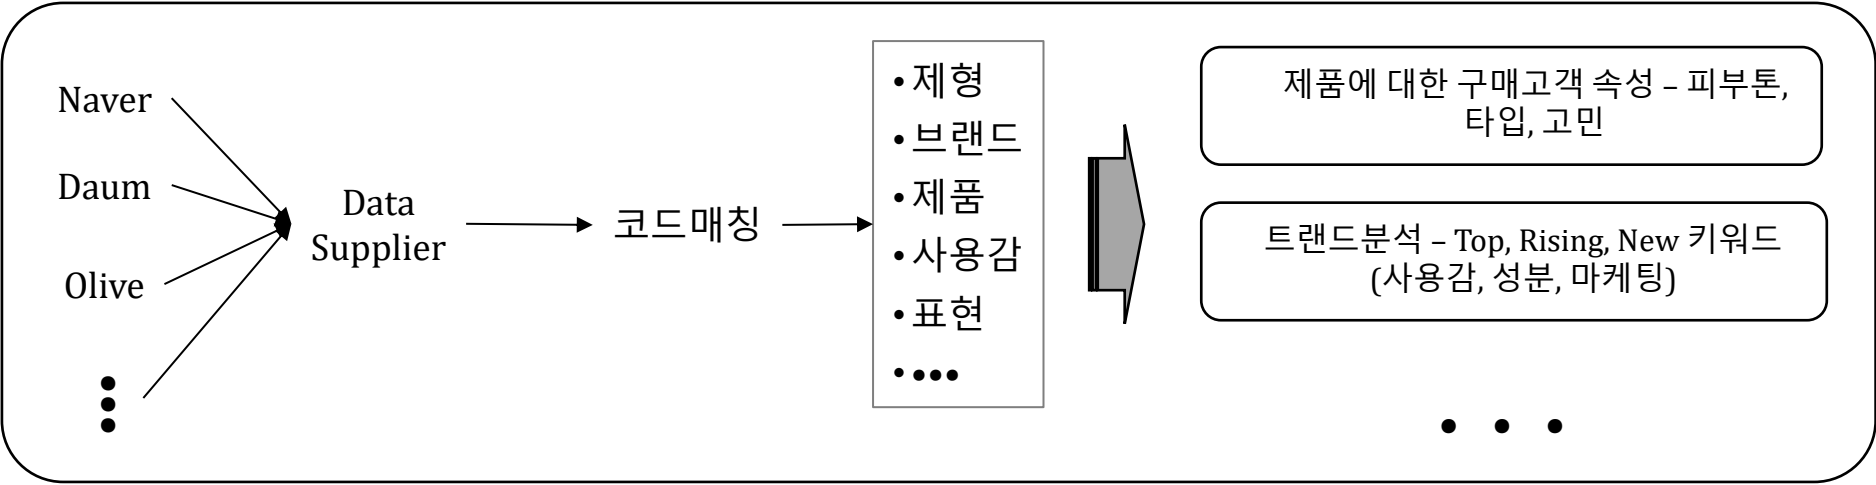 Naver
Daum
Olive
Data
Supplier
코드매칭
•제형
•브랜드
•제품
•사용감
•표현
••••
제품에 대한 구매고객 속성 – 피부톤,
타입, 고민
트랜드분석 – Top, Rising, New 키워드
(사용감, 성분, 마케팅)